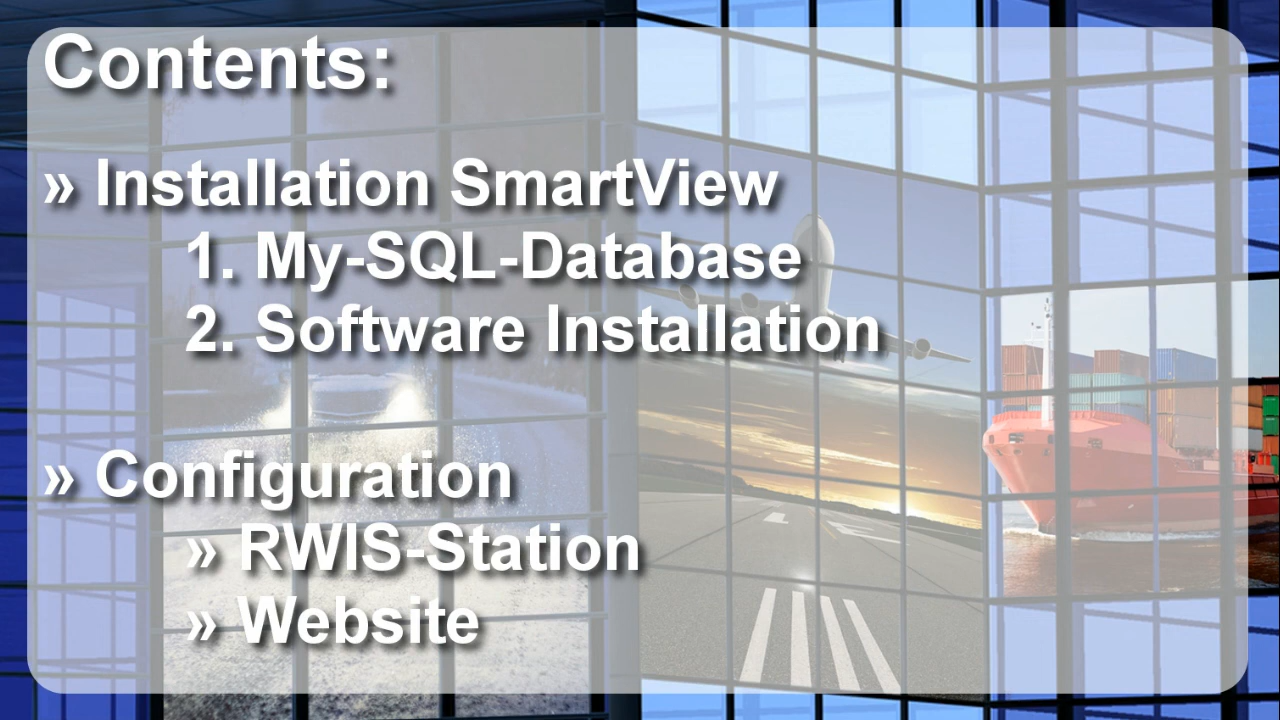 Contents:
» Installation SmartView
1. My-SQL-Database
2. Software Installation
» Configuration
» RWIS-Station
» Website